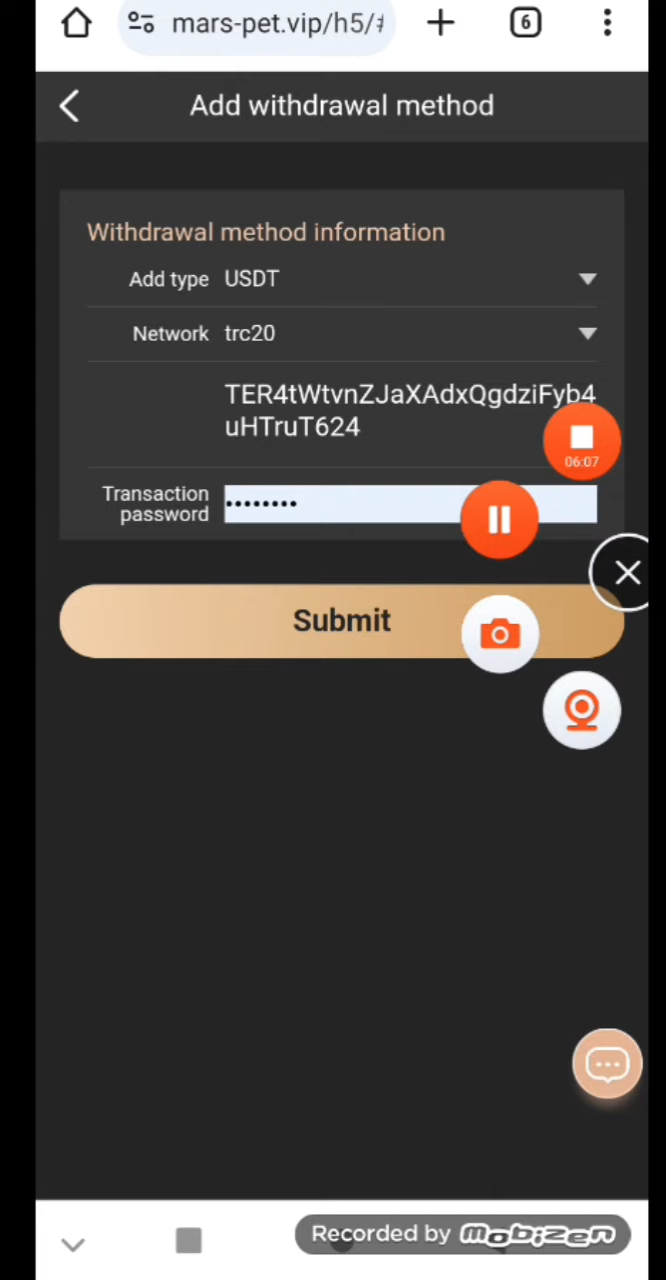 mars-pet.vip/h5/#
6
Add withdrawal method
Withdrawal method information
Add type USDT
Network trc20
TER4tWtvnZJaXAdxQgdziFyb4
uHTruT624
06:07
Transaction
password ••••••••
Submit
Recorded by mobizen